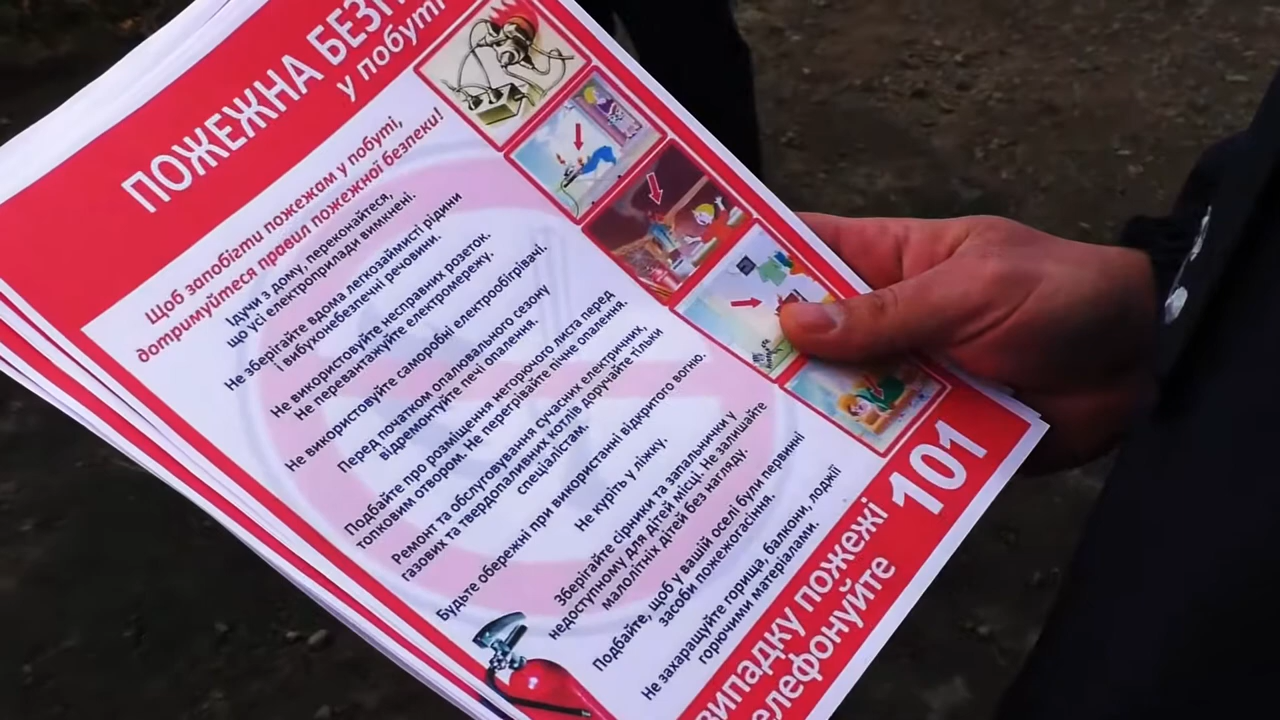 ПОЖЕЖНА БЕЗП
у побуті
Щоб запобігти пожежам у побуті,
дотримуйтеся правил пожежної безпеки!
Ідучи з дому, переконайтеся,
що усі електроприлади вимкнені.
Не зберігайте вдома легкозаймисті рідини
і вибухонебезпечні речовини.
Не використовуйте несправних розеток.
Не перевантажуйте електромережу.
Не використовуйте саморобні електрообігрівачі.
Перед початком опалювального сезону
відремонтуйте печі опалення.
Подбайте про розміщення негорючого листа перед
топковим отвором. Не перегрівайте пічне опалення.
Ремонт та обслуговування сучасних електричних,
газових та твердопаливних котлів доручайте тільки
спеціалістам.
Будьте обережні при використанні відкритого вогню.
Не куріть у ліжку.
Зберігайте сірники та запальнички у
недоступному для дітей місці. Не залишайте
малолітніх дітей без нагляду.
Подбайте, щоб у вашій оселі були первинні
засоби пожежогасіння.
Не захаращуйте горища, балкони, лоджії
горючими матеріалами.
випадку пожежі
елефонуйте
101